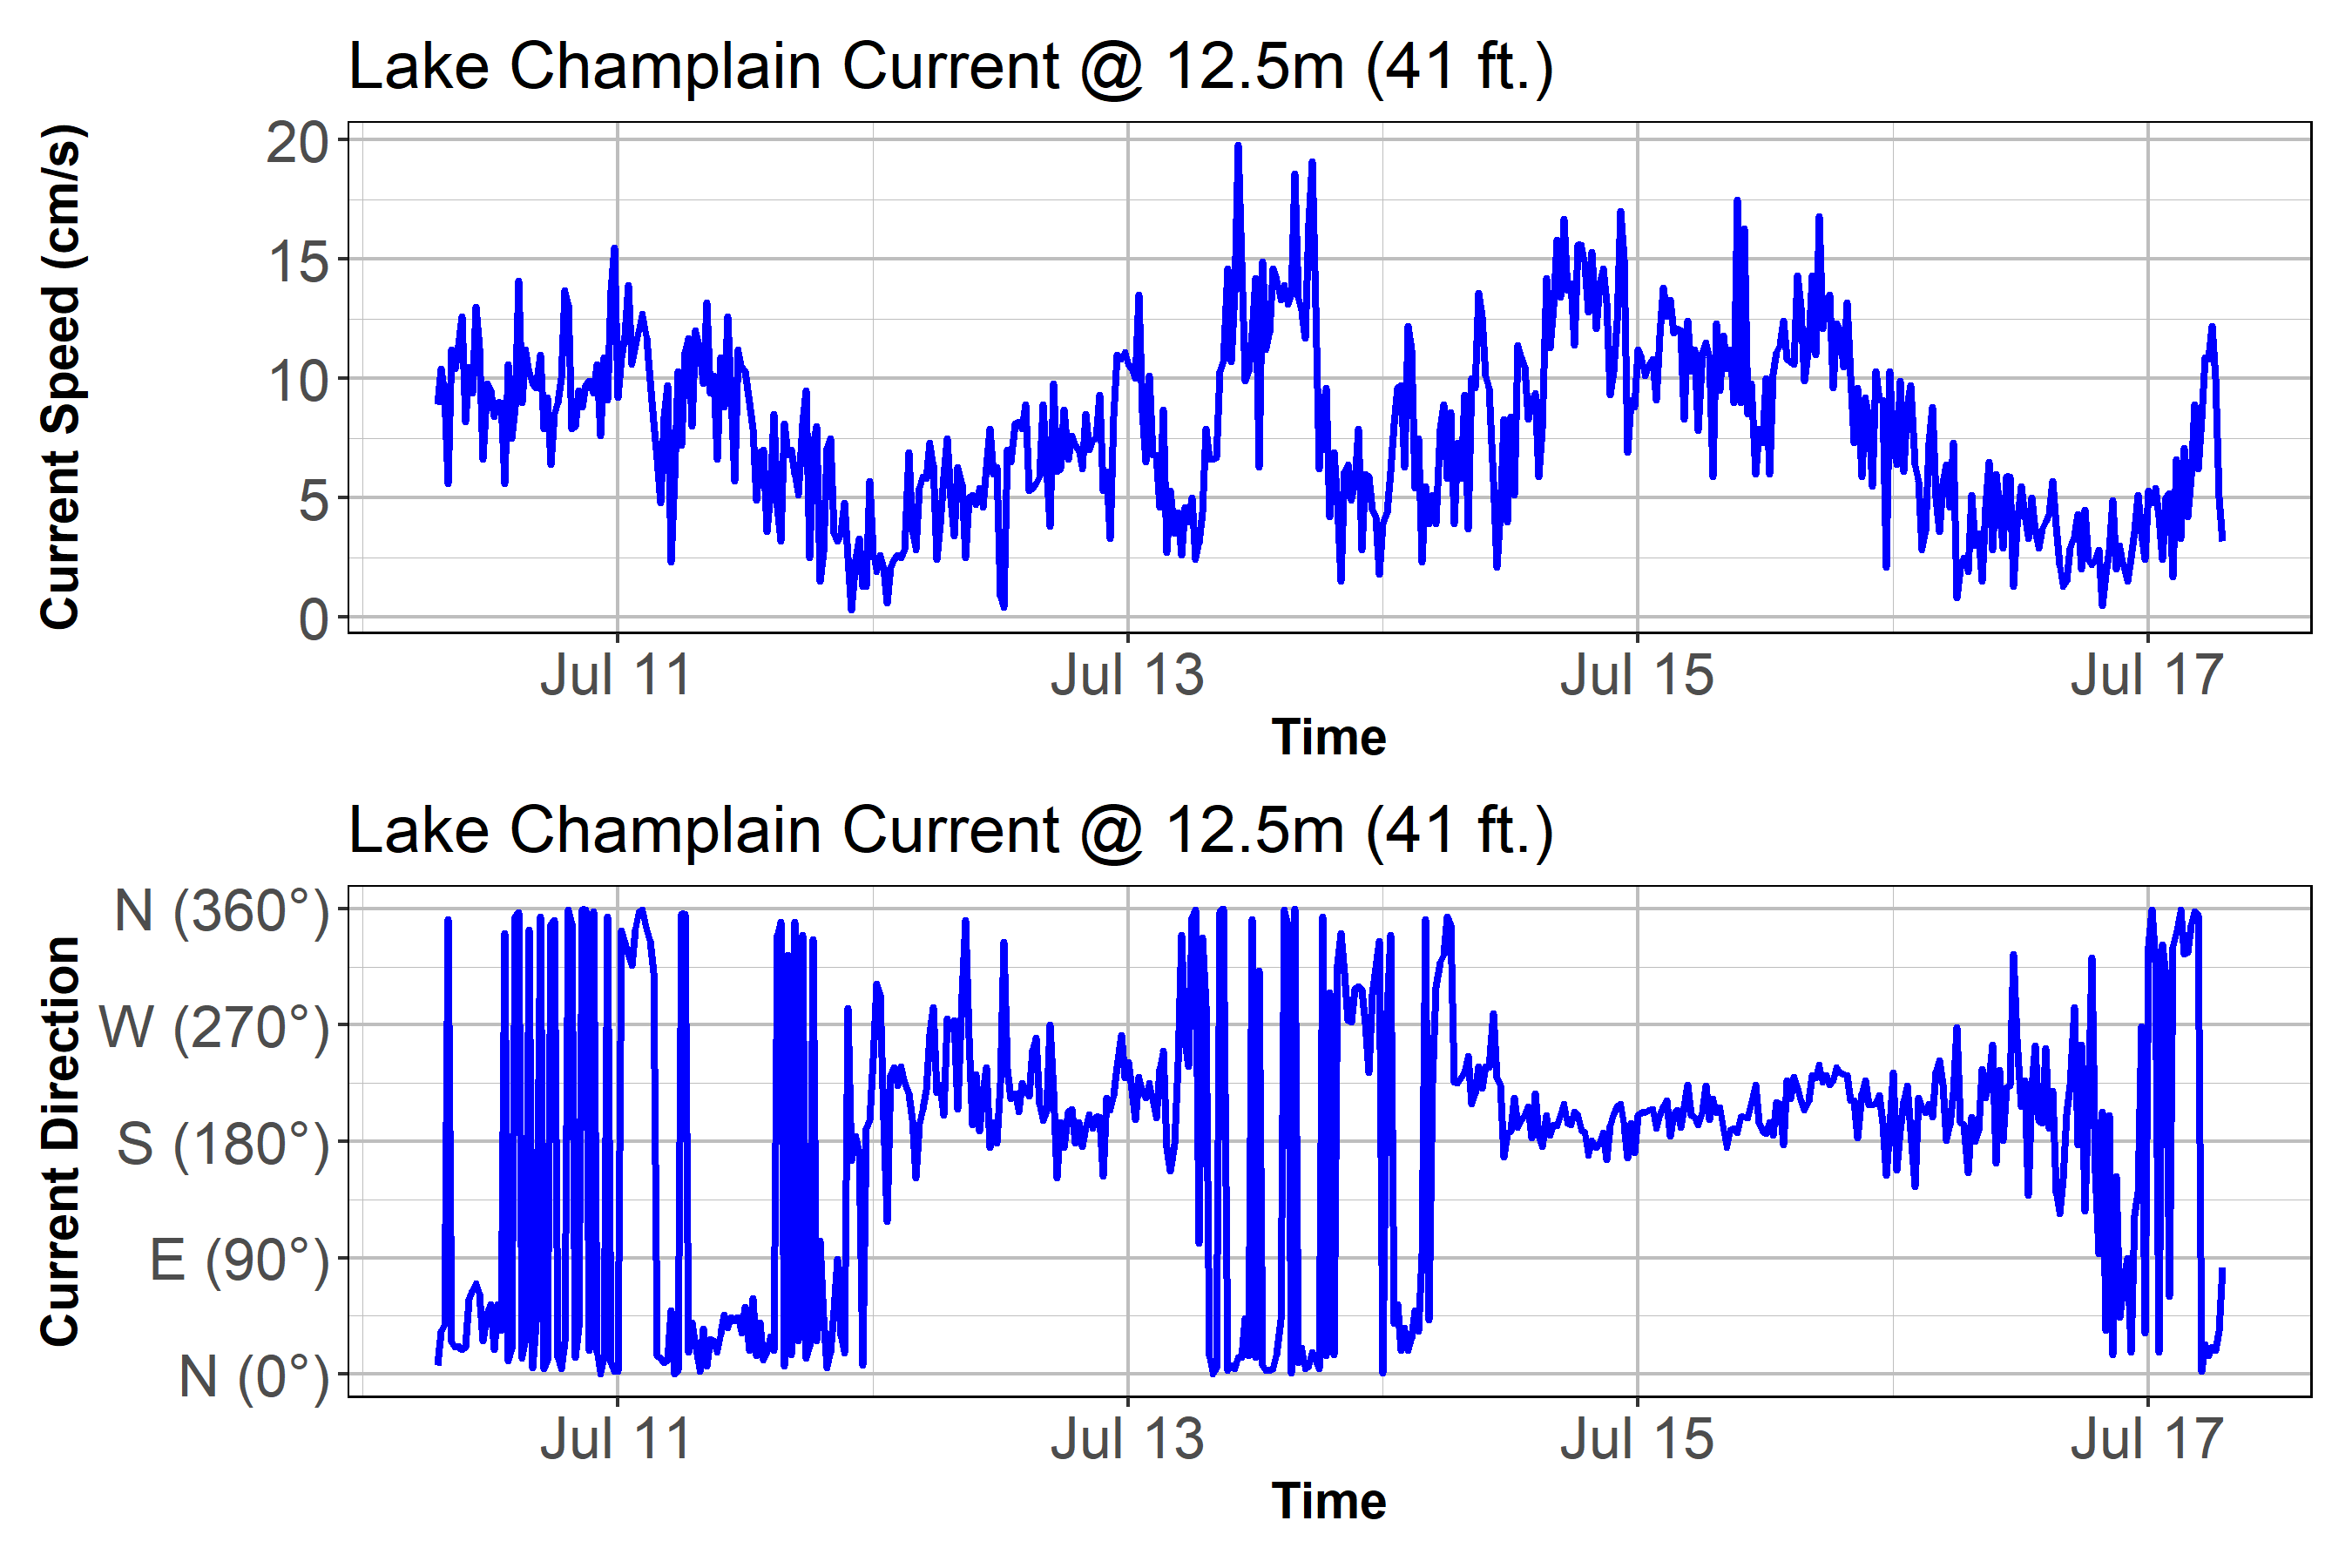 Lake Champlain Current @ 12.5m (41 ft.)
Current Speed (cm/s)
20
15
10
5
0
Jul 11 Jul 13 Jul 15 Jul 17
Time
Lake Champlain Current @ 12.5m (41 ft.)
Current Direction
N (360°)
W (270°)
S (180°)
E (90°)
N (0°)
Jul 11 Jul 13 Jul 15 Jul 17
Time